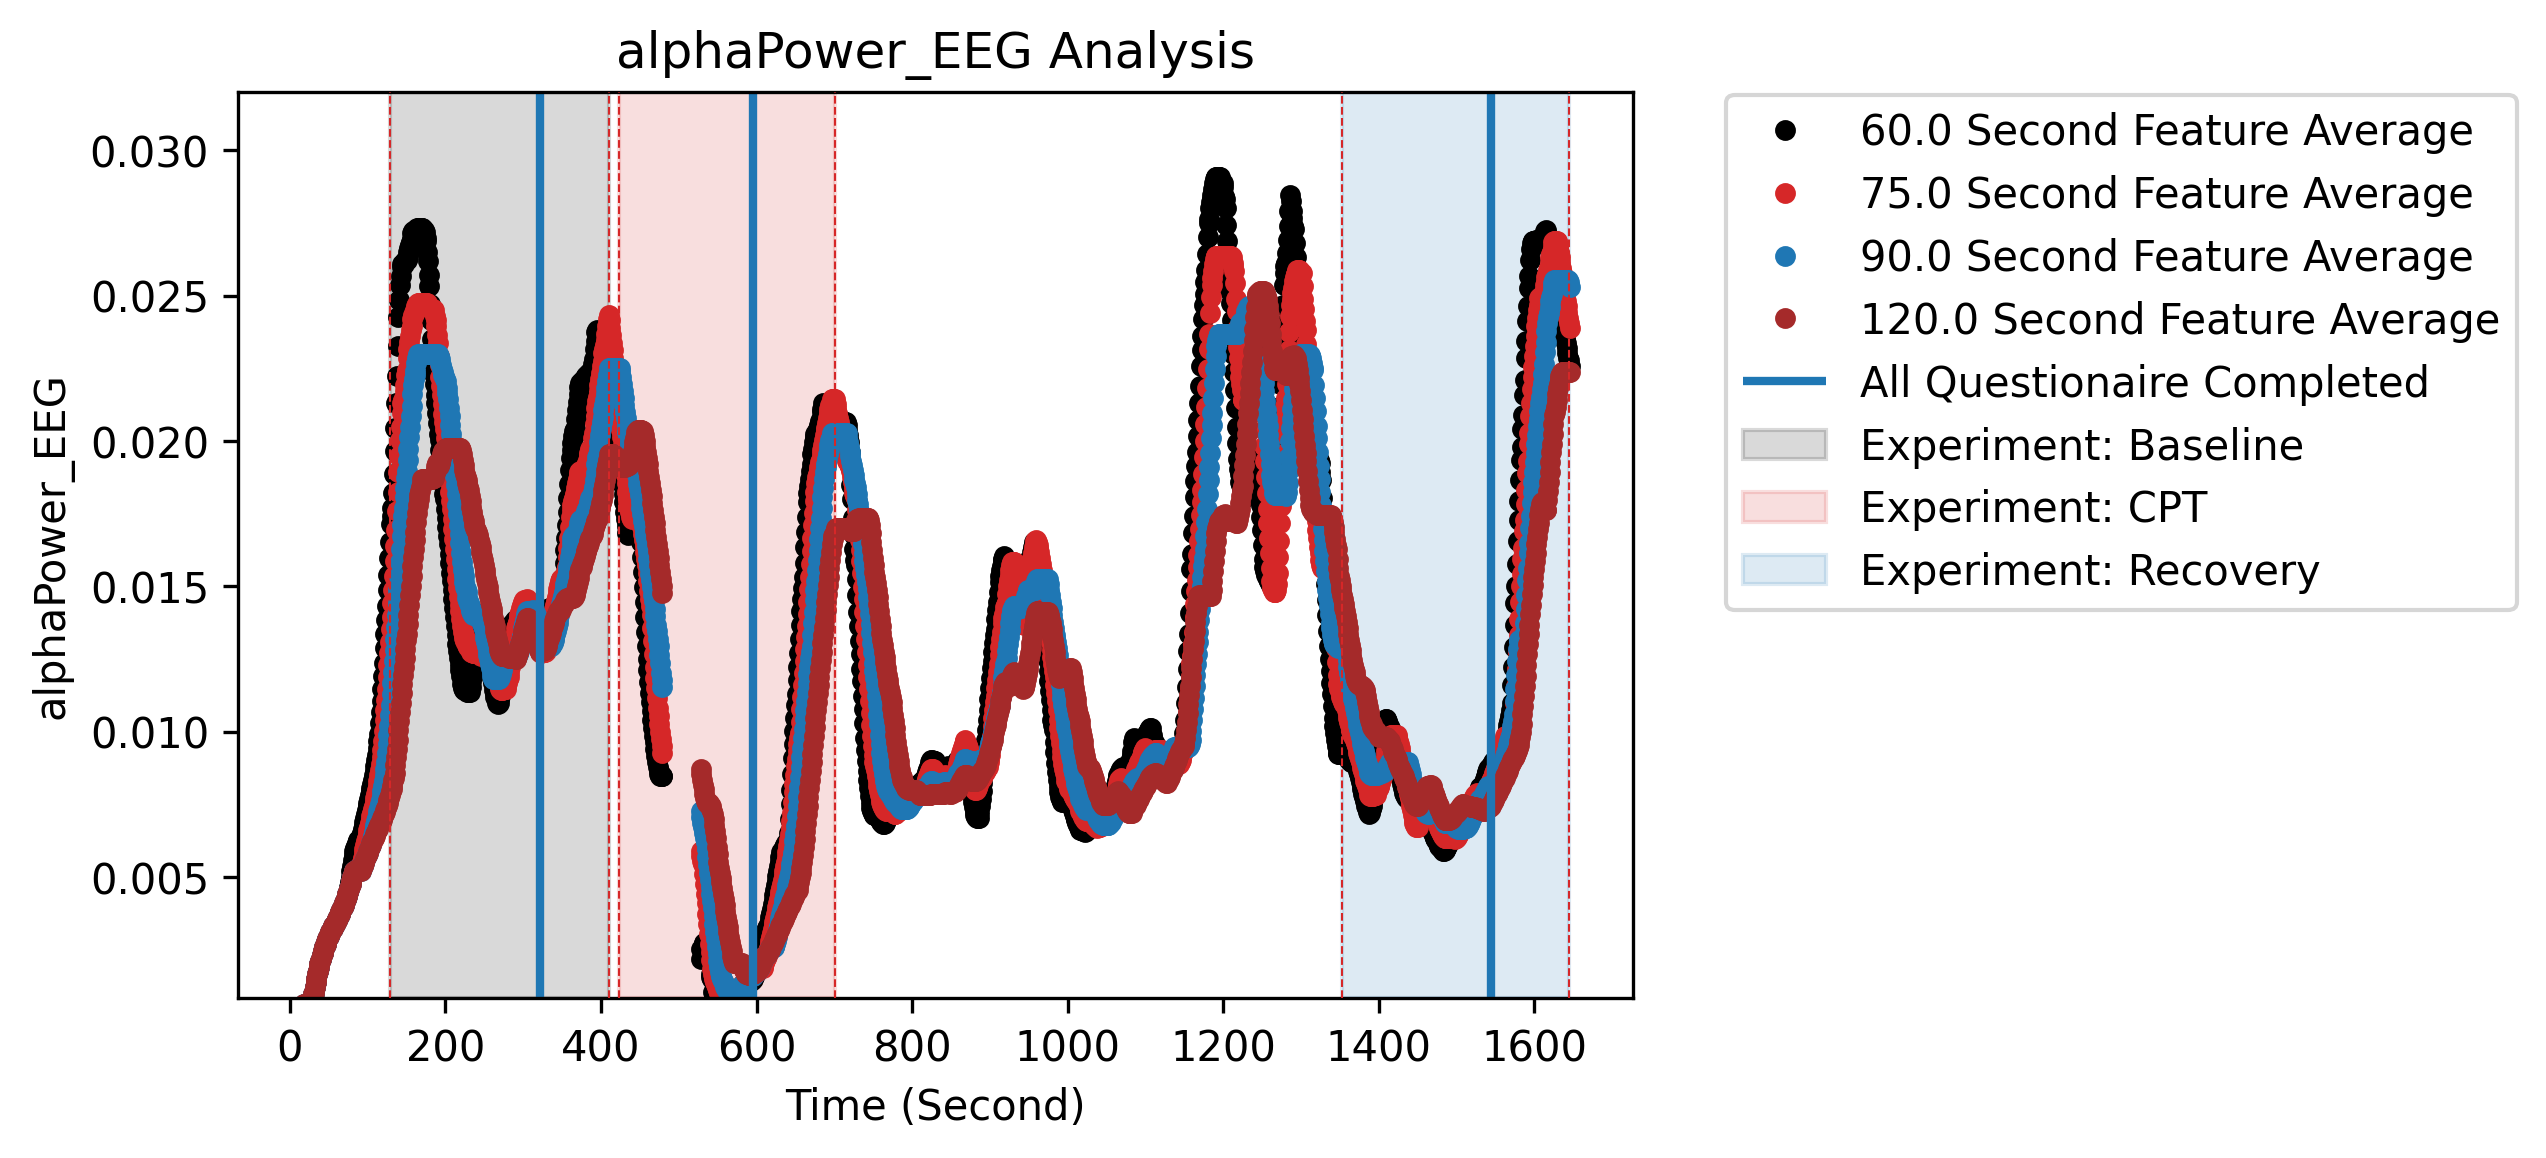 alphaPower_EEG Analysis
60.0 Second Feature Average
75.0 Second Feature Average
90.0 Second Feature Average
120.0 Second Feature Average
All Questionaire Completed
Experiment: Baseline
Experiment: CPT
Experiment: Recovery
alphaPower_EEG
0.030
0.025
0.020
0.015
0.010
0.005
0 200 400 600 800 1000 1200 1400 1600
Time (Second)